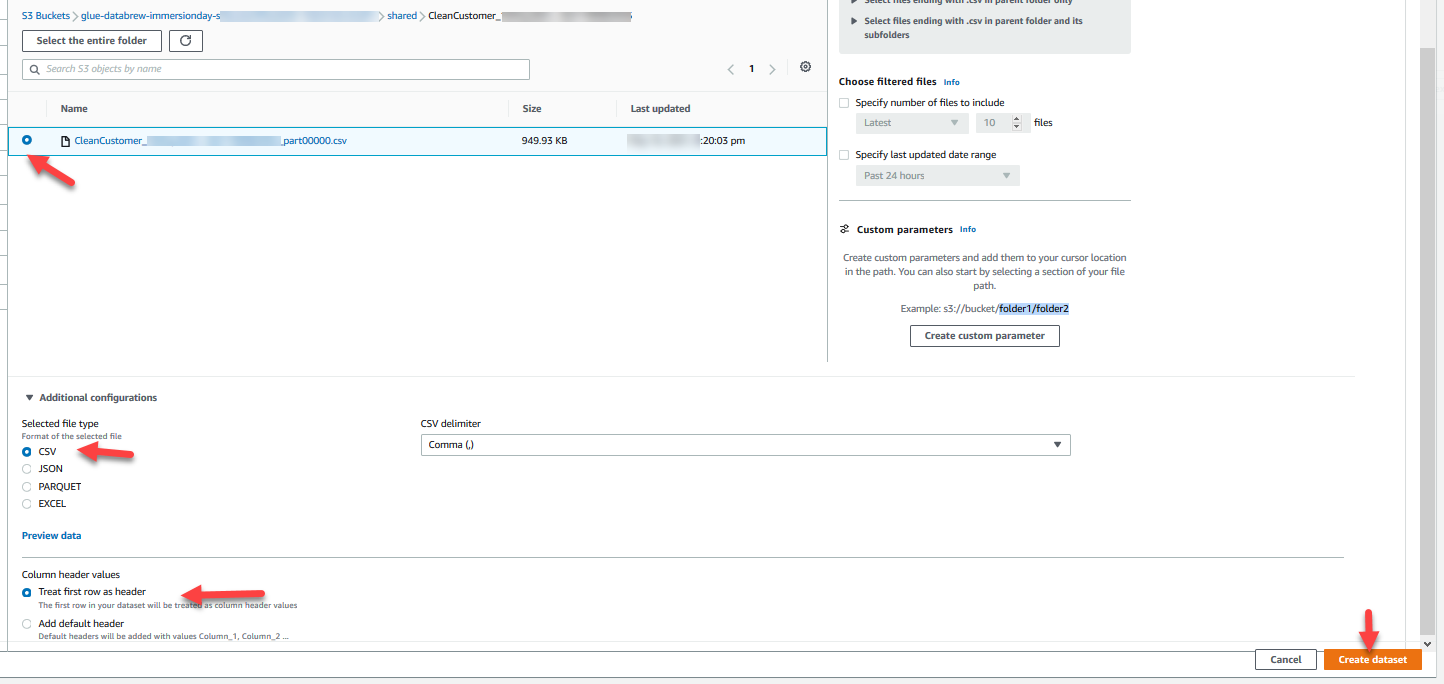 S3 Buckets > glue-databrew-immersionday-s > shared > CleanCustomer_
Select the entire folder
Search S3 objects by name
1
Name Size Last updated
CleanCustomer_ _part00000.csv 949.93 KB :20:03 pm
Select files ending with .csv in parent folder only
Select files ending with .csv in parent folder and its
subfolders
Choose filtered files Info
Specify number of files to include
Latest 10 files
Specify last updated date range
Past 24 hours
Custom parameters Info
Create custom parameters and add them to your cursor location
in the path. You can also start by selecting a section of your file
path.
Example: s3://bucket/folder1/folder2
Create custom parameter
Additional configurations
Selected file type
Format of the selected file
CSV
JSON
PARQUET
EXCEL
CSV delimiter
Comma (,)
Preview data
Column header values
Treat first row as header
The first row in your dataset will be treated as column header values
Add default header
Default headers will be added with values Column_1, Column_2 ...
Cancel Create dataset